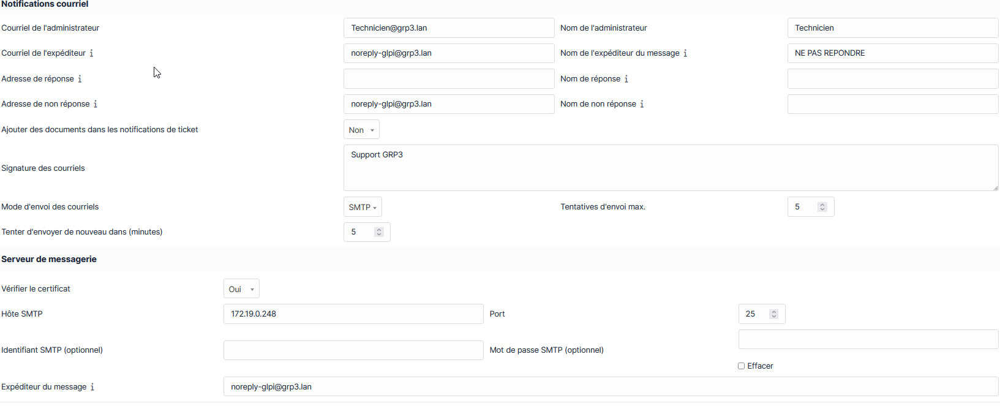 Notifications courriel
Courriel de l'administrateur Technicien@grp3.lan Nom de l'administrateur Technicien
Courriel de l'expéditeur noreply-glpi@grp3.lan Nom de l'expéditeur du message NE PAS REPONDRE
Adresse de réponse Nom de réponse
Adresse de non réponse noreply-glpi@grp3.lan Nom de non réponse
Ajouter des documents dans les notifications de ticket Non
Signature des courriels Support GRP3
Mode d'envoi des courriels SMTP Tentatives d'envoi max. 5
Tenter d'envoyer de nouveau dans (minutes) 5
Serveur de messagerie
Vérifier le certificat Oui
Hôte SMTP 172.19.0.248 Port 25
Identifiant SMTP (optionnel) Mot de passe SMTP (optionnel)
Effacer
Expéditeur du message noreply-glpi@grp3.lan